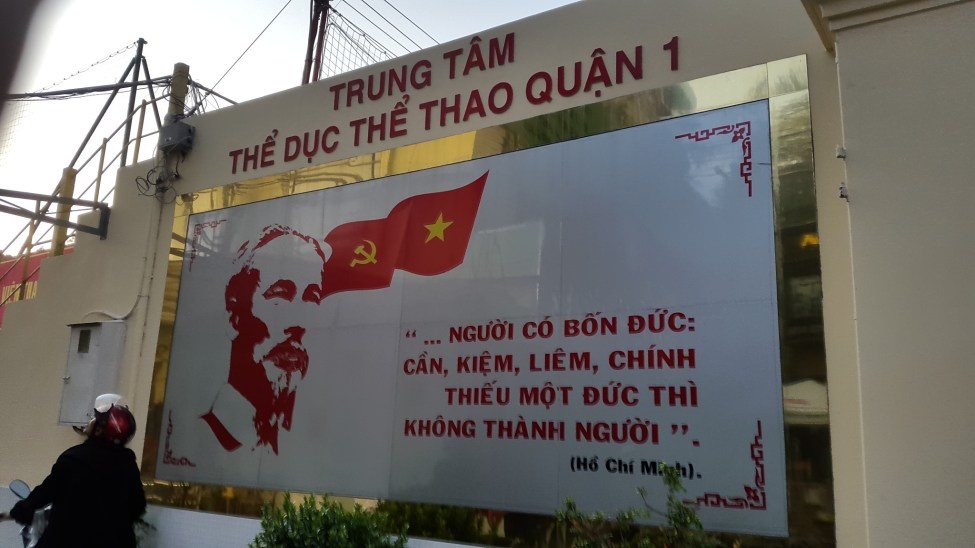 TRUNG TÂM
THỂ DỤC THỂ THAO QUẬN 1
“ ... NGƯỜI CÓ BỐN ĐỨC:
CẦN, KIỆM, LIÊM, CHÍNH
THIẾU MỘT ĐỨC THÌ
KHÔNG THÀNH NGƯỜI ”.
(Hồ Chí Minh).